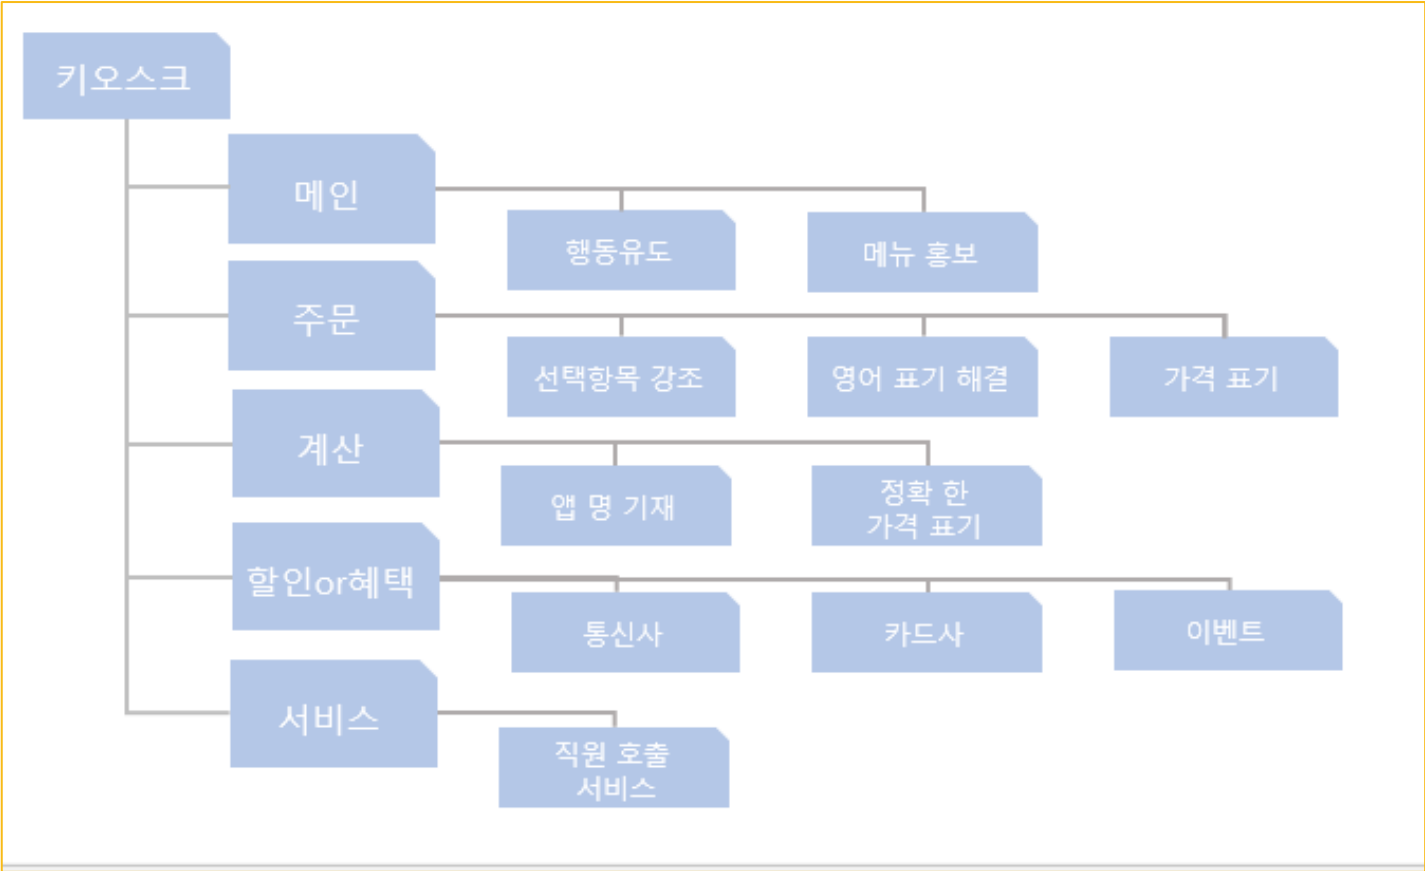 키오스크
메인
행동유도
메뉴 홍보
주문
선택항목 강조
영어 표기 해결
가격 표기
계산
앱 명 기재
정확 한
가격 표기
할인or혜택
통신사
카드사
이벤트
서비스
직원 호출
서비스